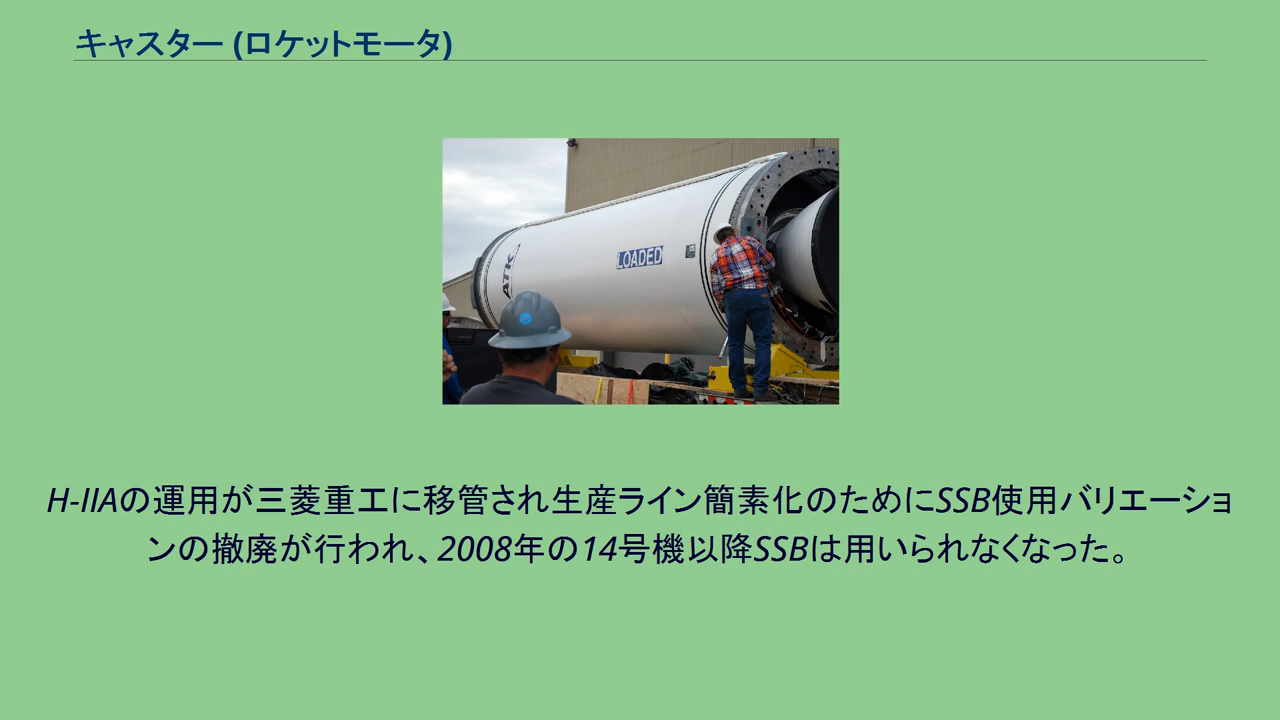 キャスター (ロケットモータ)
ATK
LOADED
H-IIAの運用が三菱重工に移管され生産ライン簡素化のためにSSB使用バリエーショ
ンの撤廃が行われ、2008年の14号機以降SSBは用いられなくなった。